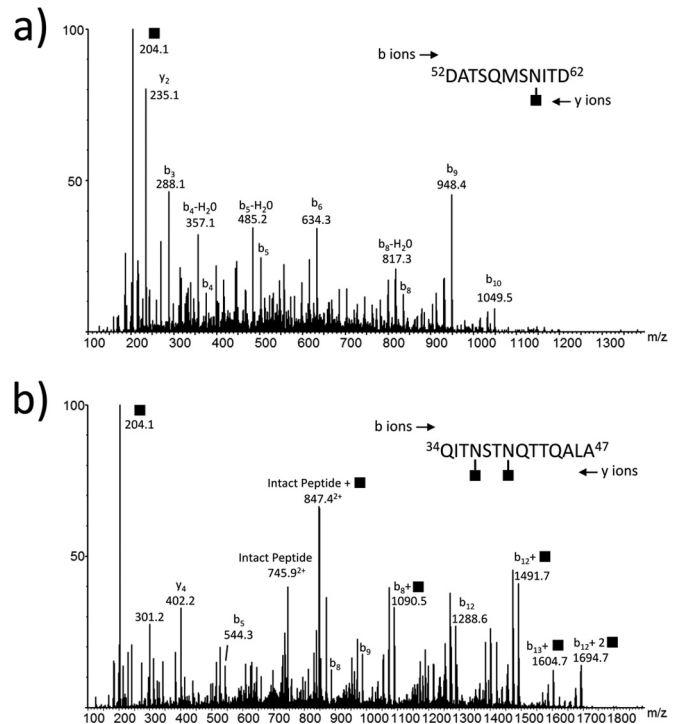 a)
100
204.1
b ions →
⁵²DATSQMSNITD⁶²
← y ions
y₂
235.1
50
b₃
288.1
b₄-H₂0
357.1
b₄
b₅-H₂0
485.2
b₅
b₆
634.3
b₈-H₂0
817.3
b₈
b₉
948.4
b₁₀
1049.5
100 200 300 400 500 600 700 800 900 1000 1100 1200 1300 m/z
b)
100
204.1
b ions →
³⁴QITNSTNQTTQALA⁴⁷
← y ions
Intact Peptide + ■
847.4²⁺
Intact Peptide
745.9²⁺
50
301.2
y₄
402.2
b₅
544.3
b₈
b₉
b₈+ ■
1090.5
b₁₂
1288.6
b₁₂+ ■
1491.7
b₁₃+ ■
1604.7
b₁₂+ 2 ■
1694.7
100 200 300 400 500 600 700 800 900 1000 1100 1200 1300 1400 1500 1600 1700 1800 m/z